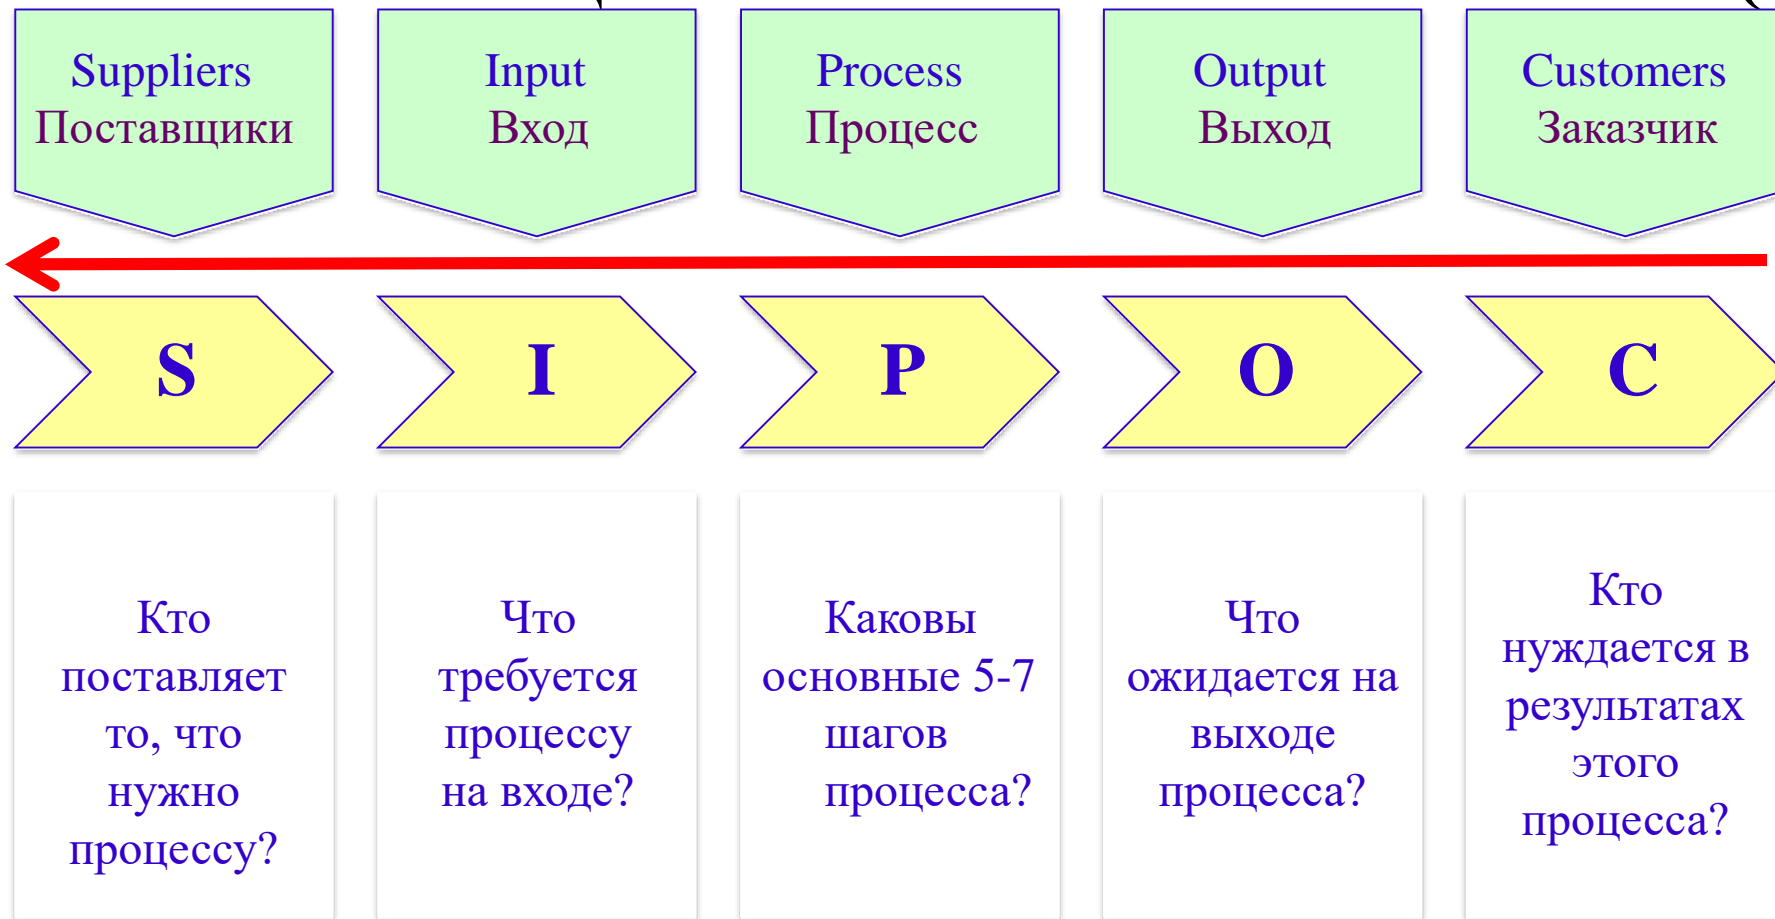 Suppliers
Поставщики
Input
Вход
Process
Процесс
Output
Выход
Customers
Заказчик
S
I
P
O
C
Кто
поставляет
то, что
нужно
процессу?
Что
требуется
процессу
на входе?
Каковы
основные 5-7
шагов
процесса?
Что
ожидается на
выходе
процесса?
Кто
нуждается в
результатах
этого
процесса?